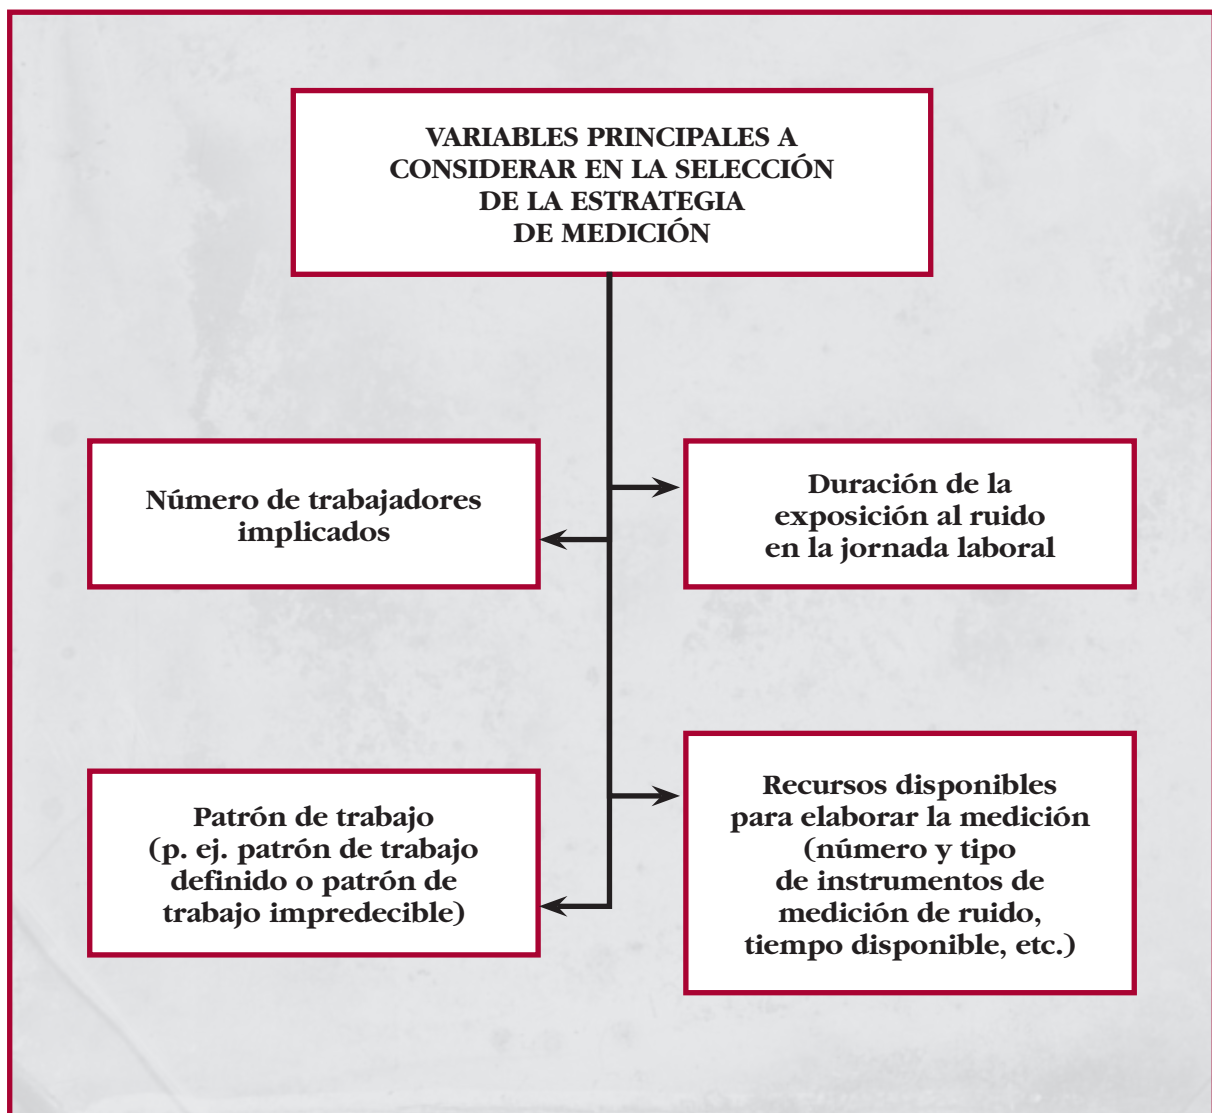 VARIABLES PRINCIPALES A
CONSIDERAR EN LA SELECCIÓN
DE LA ESTRATEGIA
DE MEDICIÓN
Número de trabajadores
implicados
Duración de la
exposición al ruido
en la jornada laboral
Patrón de trabajo
(p. ej. patrón de trabajo
definido o patrón de
trabajo impredecible)
Recursos disponibles
para elaborar la medición
(número y tipo
de instrumentos de
medición de ruido,
tiempo disponible, etc.)